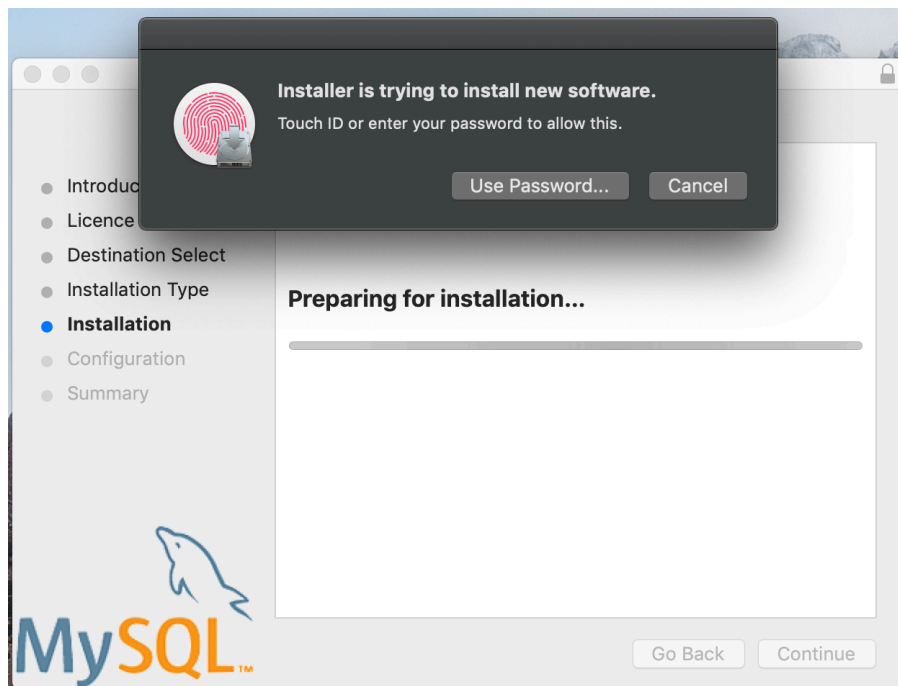 Installer is trying to install new software.
Touch ID or enter your password to allow this.
Use Password... Cancel
Introduc
Licence
Destination Select
Installation Type
Installation
Configuration
Summary
Preparing for installation...
MySQL™
Go Back Continue